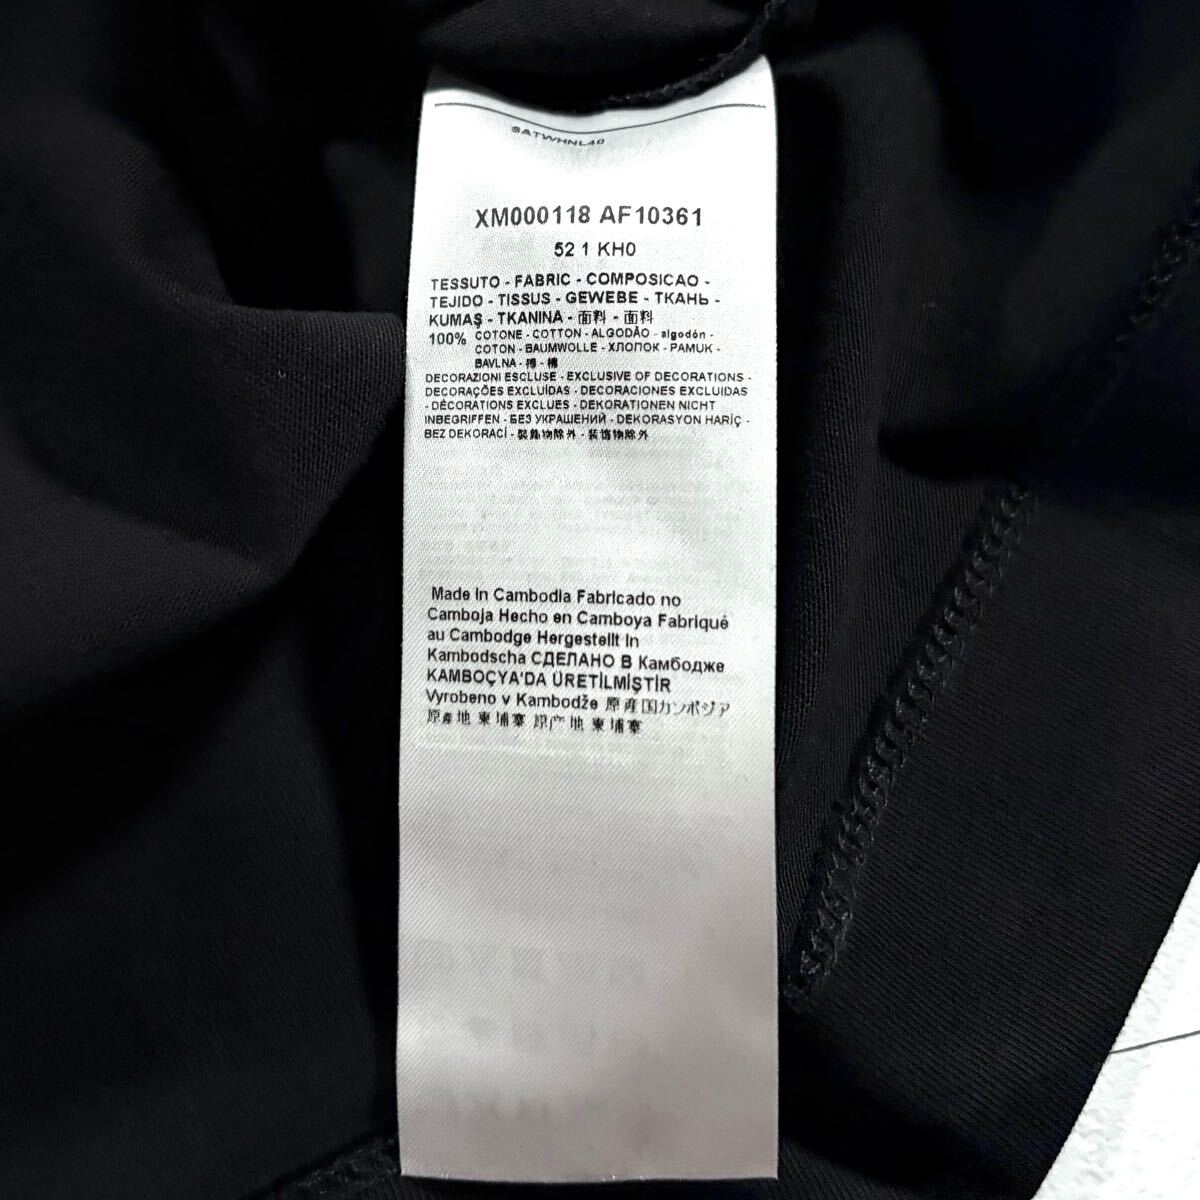 SATWHNL40
XM000118 AF10361
52 1 KH0
TESSUTO - FABRIC - COMPOSICAO -
TEJIDO - TISSUS - GEWEBE - ТКАНЬ -
KUMAŞ - TKANINA - 面料 - 面料
100% COTONE - COTTON - ALGODÃO - algodón -
COTON - BAUMWOLLE - ХЛОПОК - PAMUK -
BAVLNA - 棉 - 棉
DECORAZIONI ESCLUSE - EXCLUSIVE OF DECORATIONS -
DECORAÇÕES EXCLUÍDAS - DECORACIONES EXCLUIDAS
- DÉCORATIONS EXCLUES - DEKORATIONEN NICHT
INBEGRIFFEN - БЕЗ УКРАШЕНИЙ - DEKORASYON HARİÇ -
BEZ DEKORACÍ - 裝飾物除外 - 装饰物除外
Made in Cambodia Fabricado no
Camboja Hecho en Camboya Fabriqué
au Cambodge Hergestellt in
Kambodscha СДЕЛАНО В Камбодже
KAMBOÇYA'DA ÜRETİLMİŞTİR
Vyrobeno v Kambodže 原産国カンボジア
原產地 柬埔寨 原产地 柬埔寨